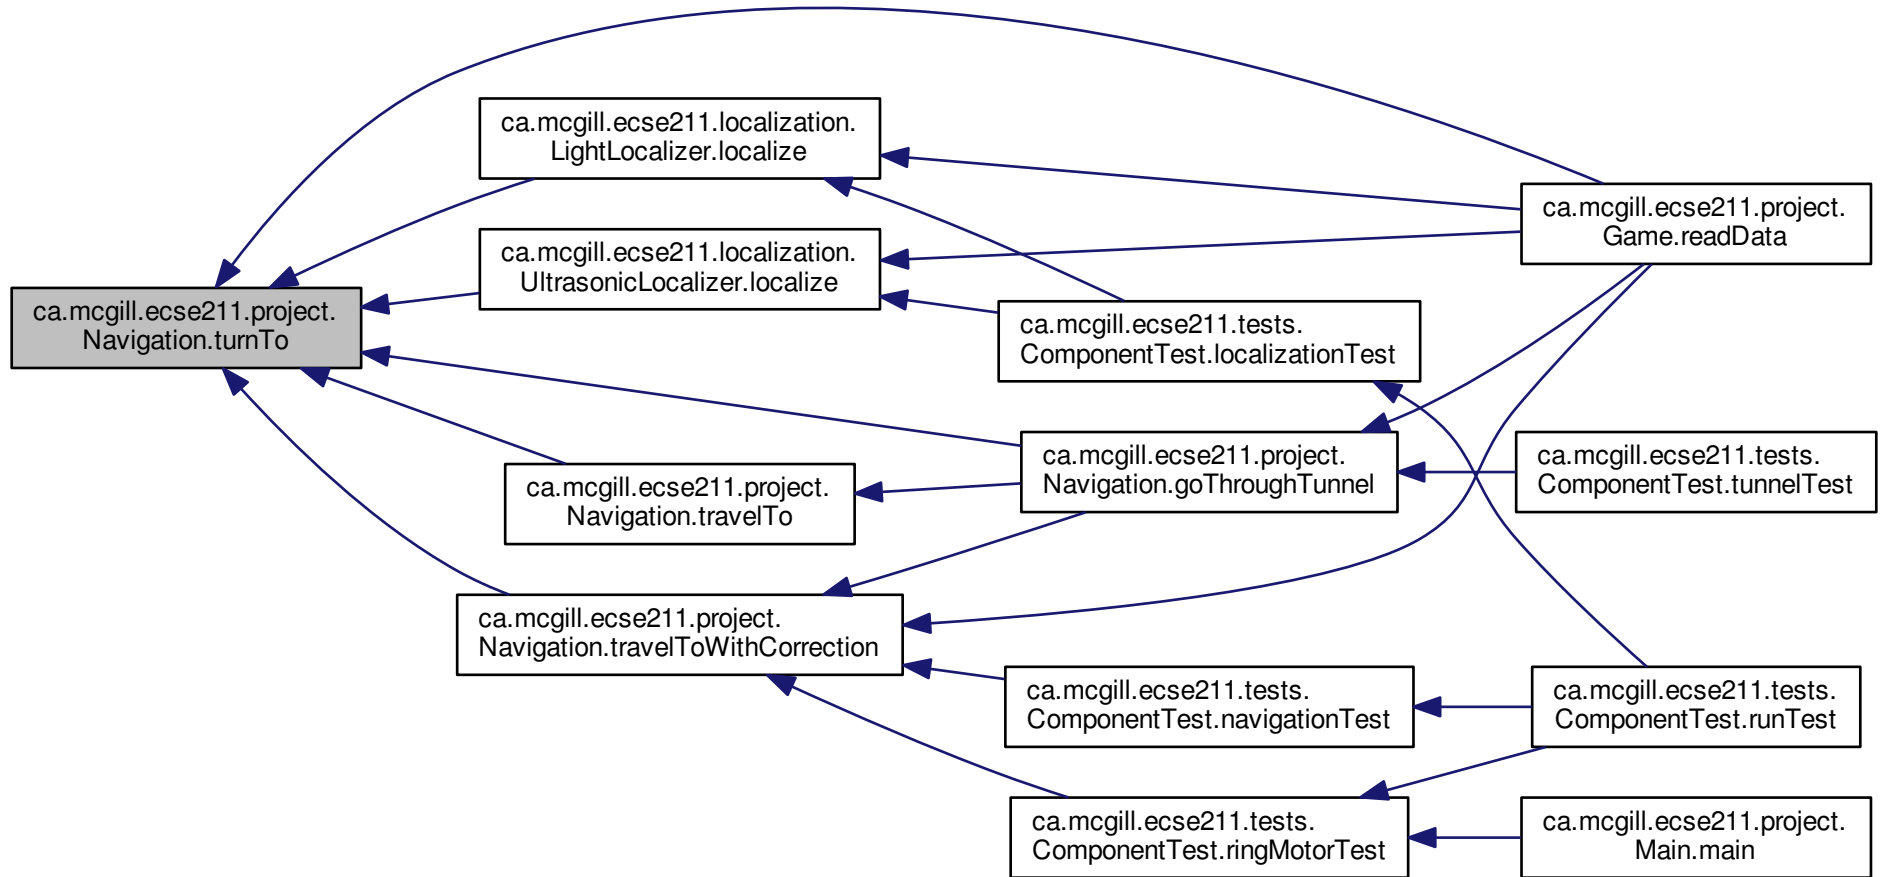 ca.mcgill.ecse211.localization.
LightLocalizer.localize
ca.mcgill.ecse211.project.
Game.readData
ca.mcgill.ecse211.localization.
UltrasonicLocalizer.localize
ca.mcgill.ecse211.project.
Navigation.turnTo
ca.mcgill.ecse211.tests.
ComponentTest.localizationTest
ca.mcgill.ecse211.project.
Navigation.goThroughTunnel
ca.mcgill.ecse211.tests.
ComponentTest.tunnelTest
ca.mcgill.ecse211.project.
Navigation.travelTo
ca.mcgill.ecse211.project.
Navigation.travelToWithCorrection
ca.mcgill.ecse211.tests.
ComponentTest.navigationTest
ca.mcgill.ecse211.tests.
ComponentTest.runTest
ca.mcgill.ecse211.tests.
ComponentTest.ringMotorTest
ca.mcgill.ecse211.project.
Main.main